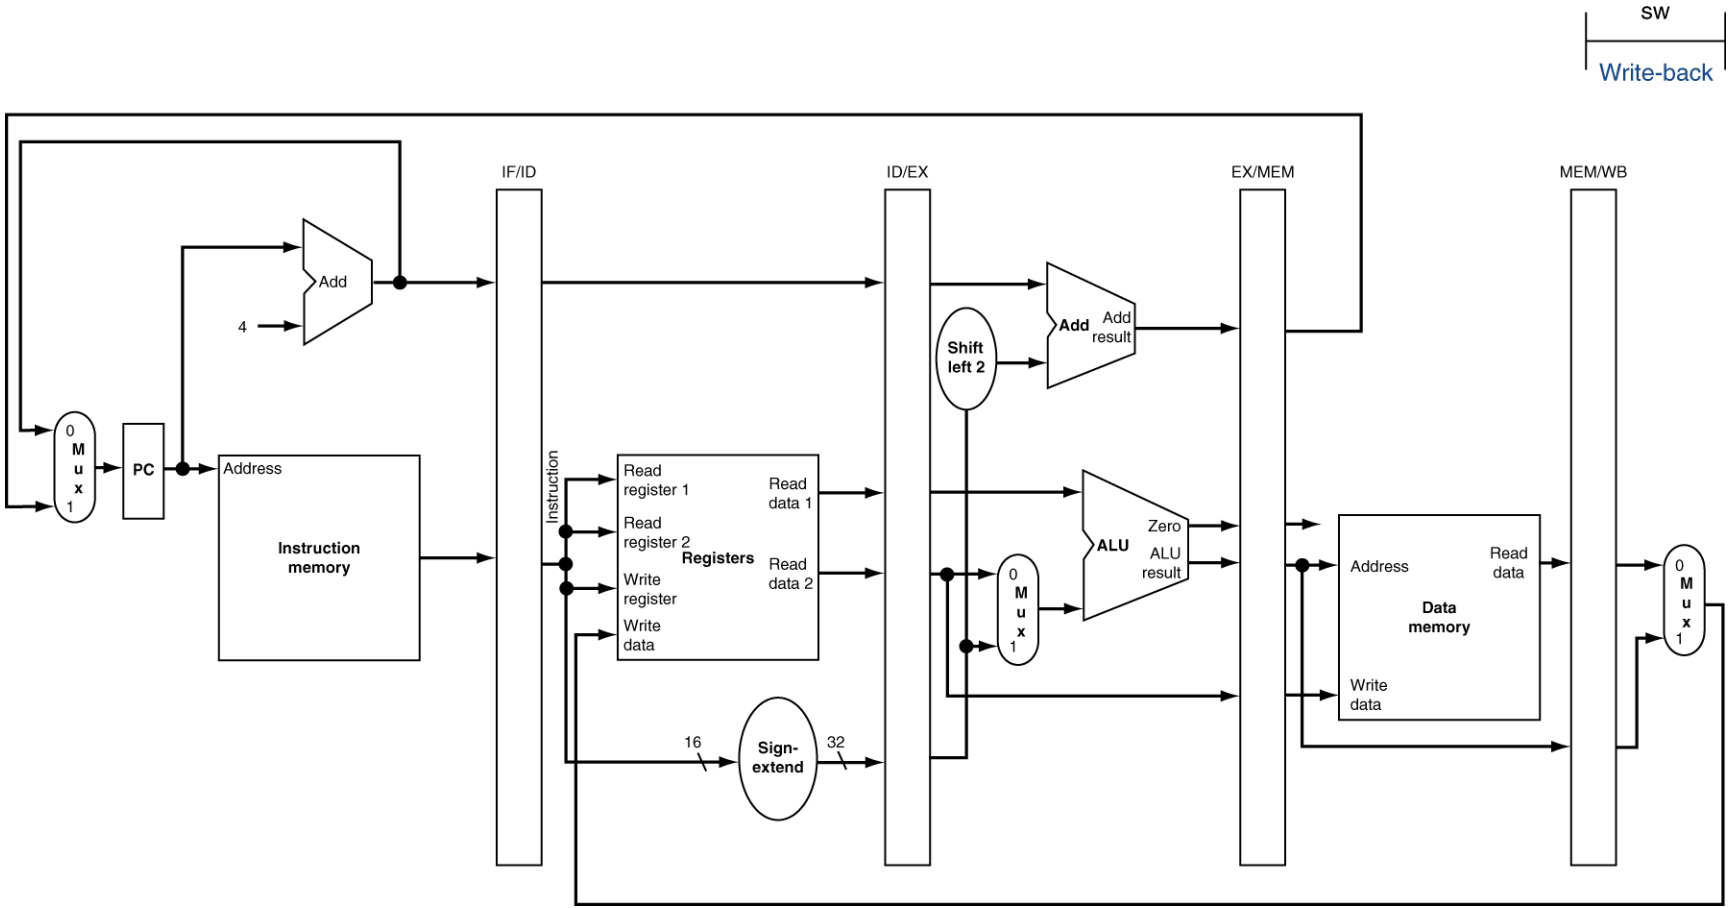 SW
Write-back
IF/ID
ID/EX
EX/MEM
MEM/WB
Add
4
Shift
left 2
Add
Add
result
0
M
u
x
1
PC
Address
Instruction
memory
Instruction
Read
register 1
Read
register 2
Write
register
Write
data
Registers
Read
data 1
Read
data 2
16
Sign-
extend
32
0
M
u
x
1
Zero
ALU
ALU
result
Address
Read
data
Data
memory
Write
data
0
M
u
x
1